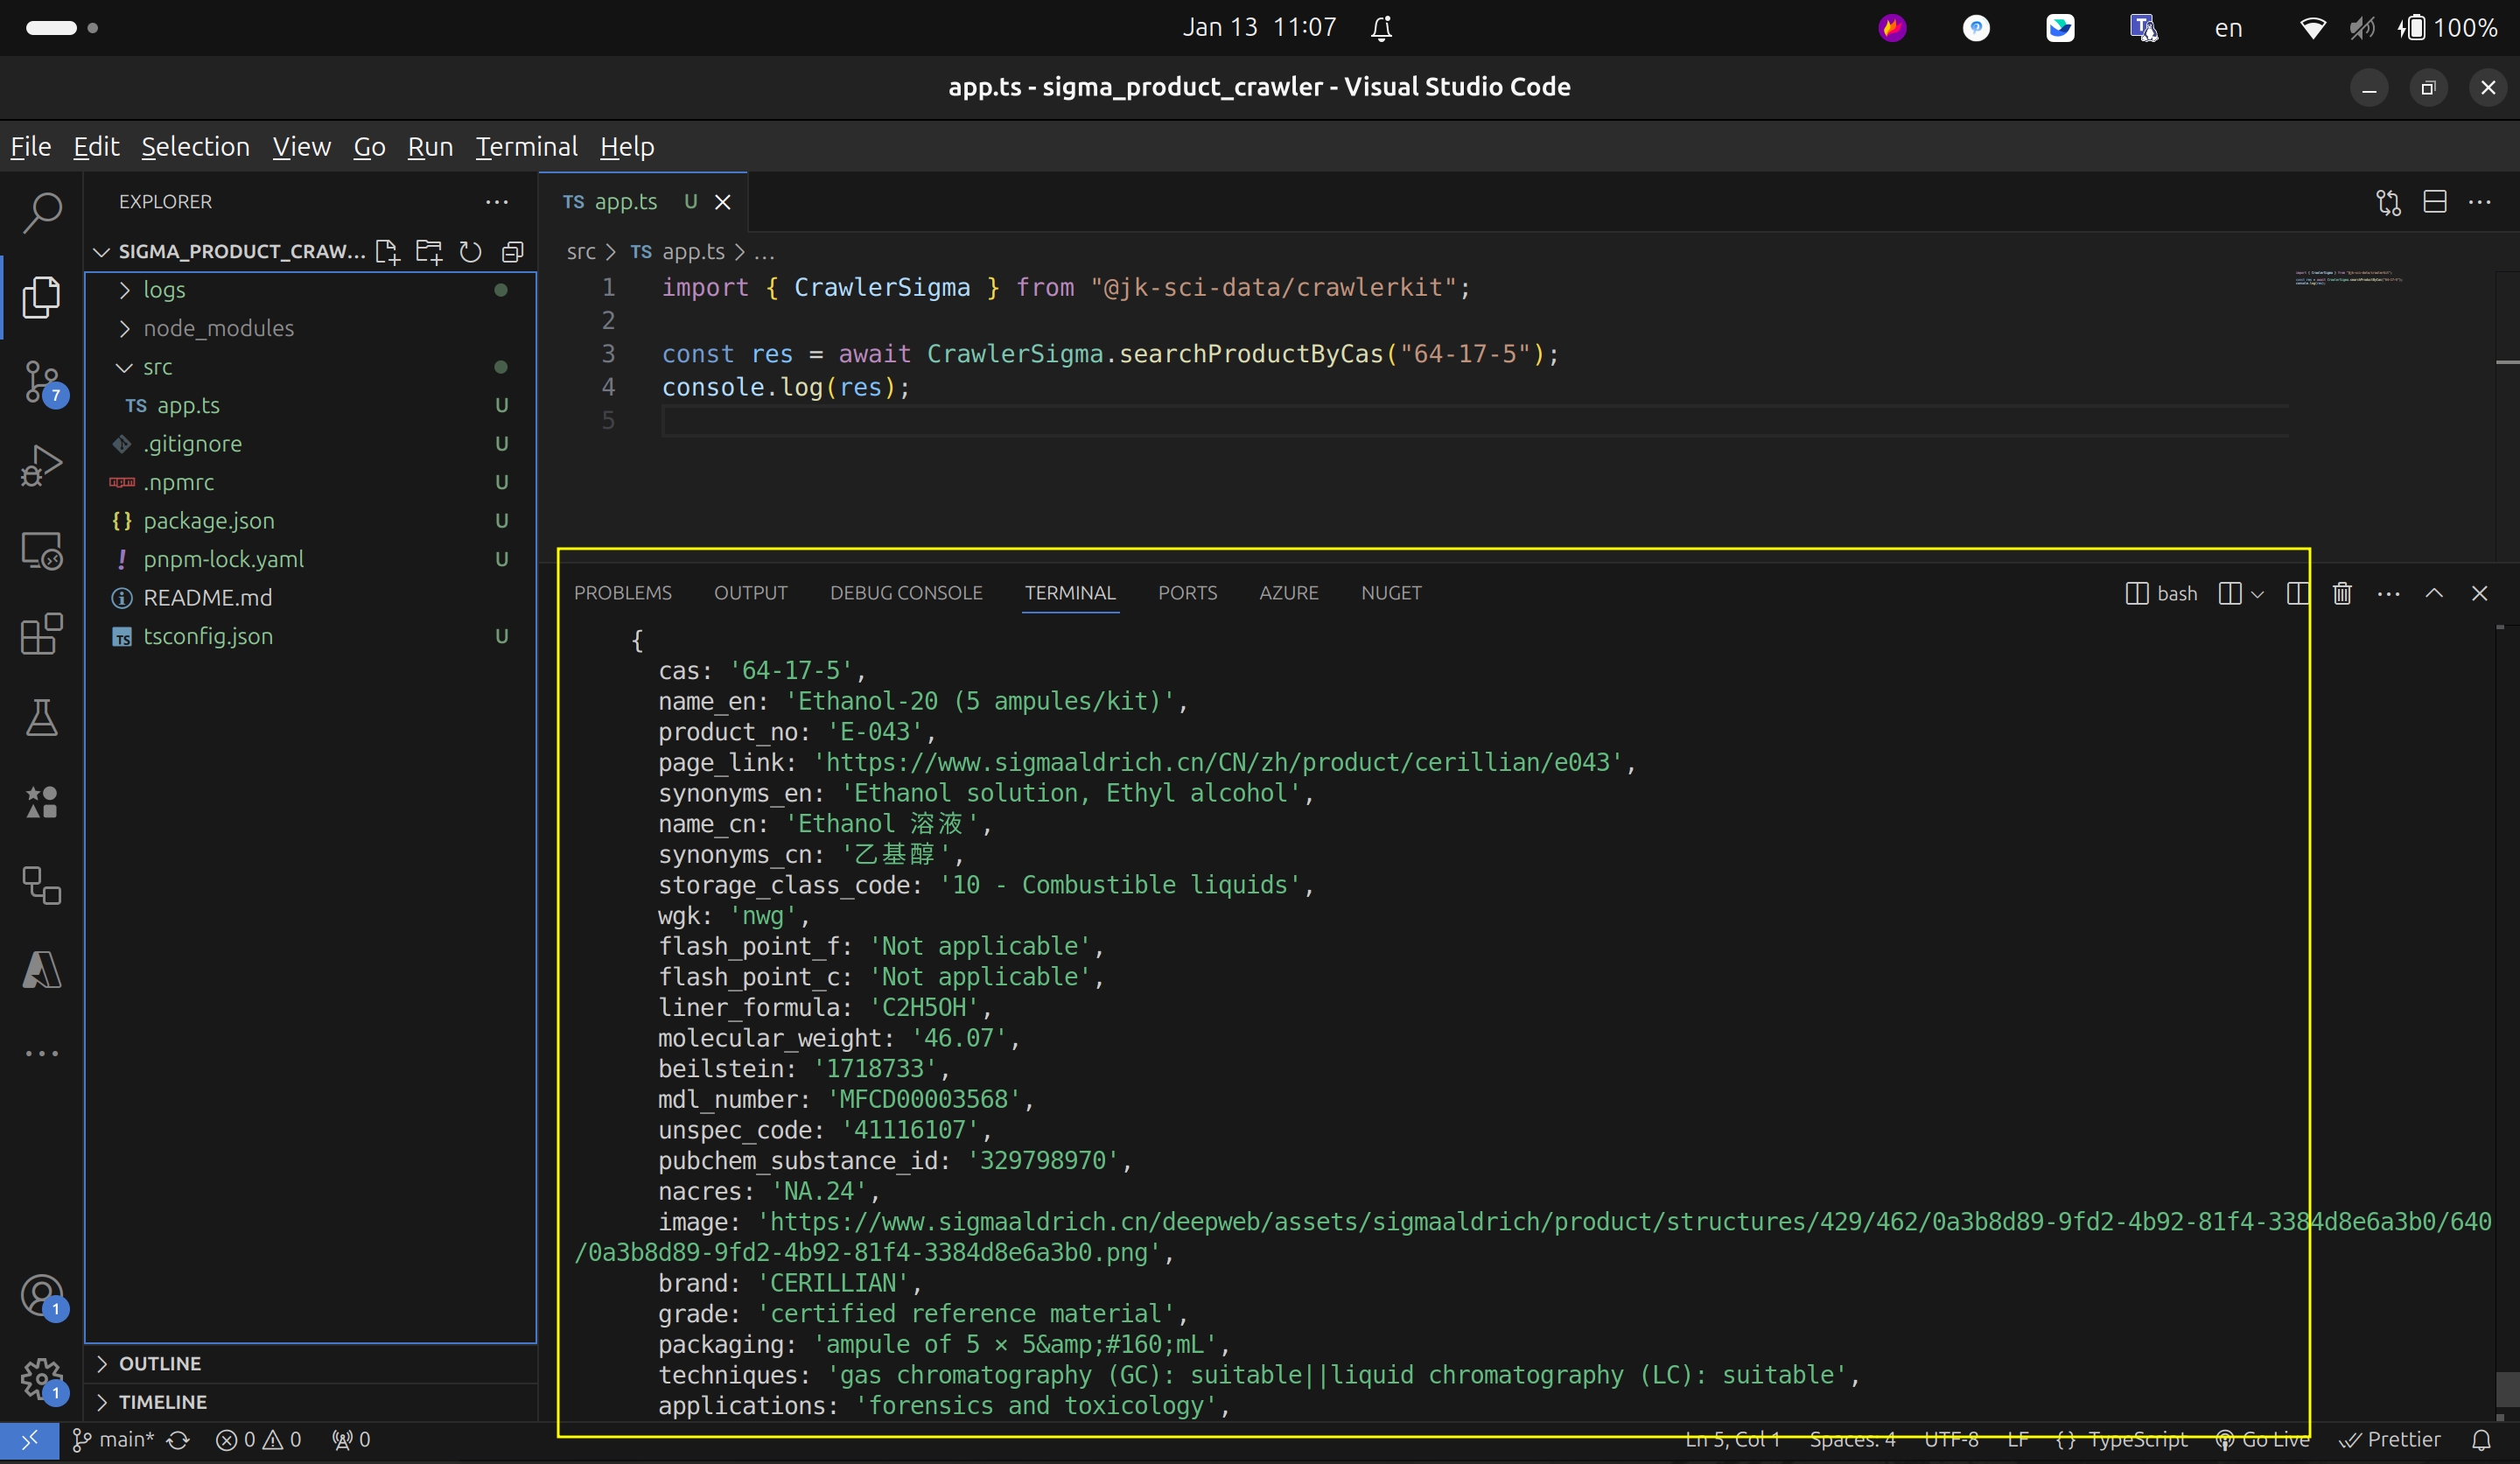 Jan 13 11:07
en
100%
app.ts - sigma_product_crawler - Visual Studio Code
File Edit Selection View Go Run Terminal Help
EXPLORER
SIGMA_PRODUCT_CRAW...
logs
node_modules
src
TS app.ts U
.gitignore U
.npmrc U
{} package.json U
! pnpm-lock.yaml U
README.md
TS tsconfig.json U
OUTLINE
TIMELINE
7
1
1
TS app.ts U
src > TS app.ts > ...
1 import { CrawlerSigma } from "@jk-sci-data/crawlerkit";
2
3 const res = await CrawlerSigma.searchProductByCas("64-17-5");
4 console.log(res);
5
PROBLEMS OUTPUT DEBUG CONSOLE TERMINAL PORTS AZURE NUGET
bash
{
cas: '64-17-5',
name_en: 'Ethanol-20 (5 ampules/kit)',
product_no: 'E-043',
page_link: 'https://www.sigmaaldrich.cn/CN/zh/product/cerillian/e043',
synonyms_en: 'Ethanol solution, Ethyl alcohol',
name_cn: 'Ethanol 溶液',
synonyms_cn: '乙基醇',
storage_class_code: '10 - Combustible liquids',
wgk: 'nwg',
flash_point_f: 'Not applicable',
flash_point_c: 'Not applicable',
liner_formula: 'C2H5OH',
molecular_weight: '46.07',
beilstein: '1718733',
mdl_number: 'MFCD00003568',
unspec_code: '41116107',
pubchem_substance_id: '329798970',
nacres: 'NA.24',
image: 'https://www.sigmaaldrich.cn/deepweb/assets/sigmaaldrich/product/structures/429/462/0a3b8d89-9fd2-4b92-81f4-3384d8e6a3b0/640
/0a3b8d89-9fd2-4b92-81f4-3384d8e6a3b0.png',
brand: 'CERILLIAN',
grade: 'certified reference material',
packaging: 'ampule of 5 × 5&amp;#160;mL',
techniques: 'gas chromatography (GC): suitable||liquid chromatography (LC): suitable',
applications: 'forensics and toxicology',
main* 0 0 0
Ln 5, Col 1 Spaces: 4 UTF-8 LF {} TypeScript Go Live Prettier